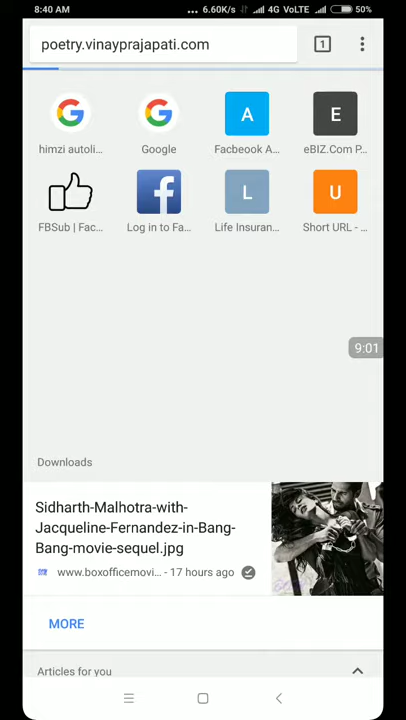 8:40 AM ... 6.60K/s 4G VoLTE 50%
poetry.vinayprajapati.com 1
A E
himzi autoli... Google Facbeook A... eBIZ.Com P...
L U
FBSub | Fac... Log in to Fa... Life Insuran... Short URL - ...
9:01
Downloads
Sidharth-Malhotra-with-
Jacqueline-Fernandez-in-Bang-
Bang-movie-sequel.jpg
www.boxofficemovi... - 17 hours ago
MORE
Articles for you